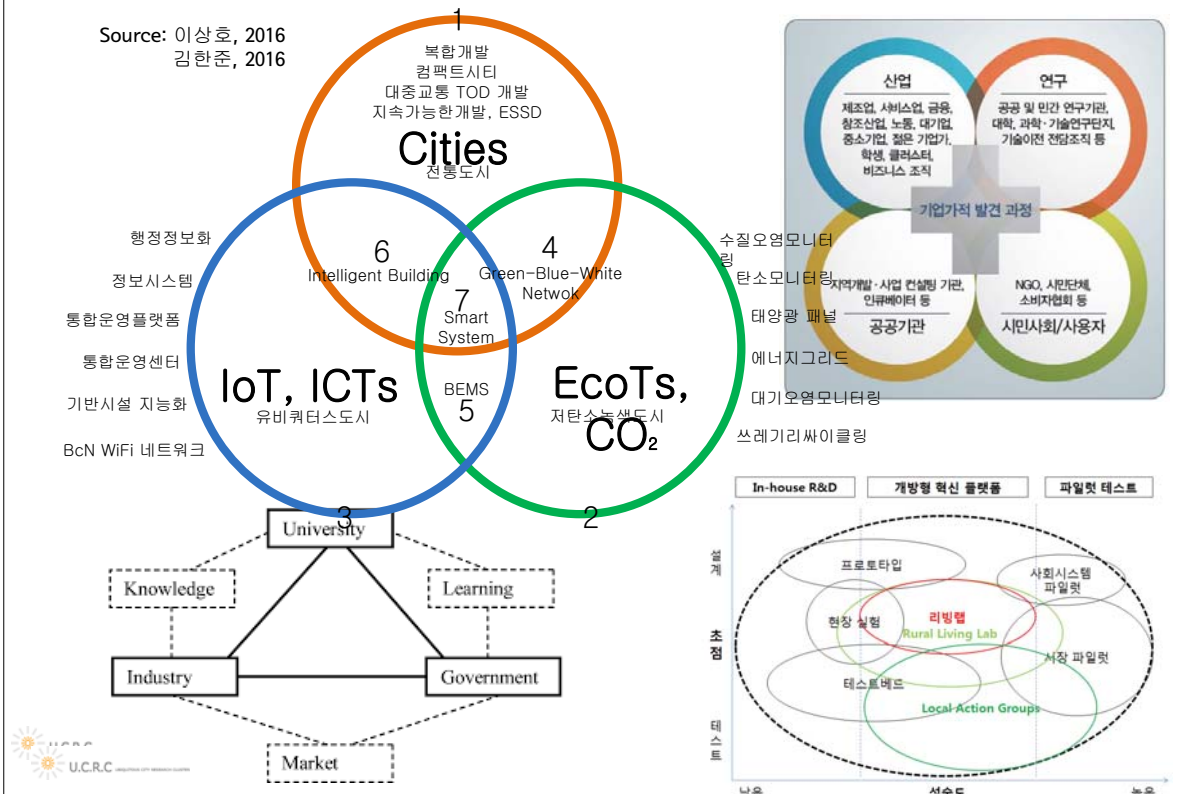 Source: 이상호, 2016
김한준, 2016
1
복합개발
컴팩트시티
대중교통 TOD 개발
지속가능한개발, ESSD
Cities
전통도시
행정정보화
정보시스템
통합운영플랫폼
통합운영센터
기반시설 지능화
BcN WiFi 네트워크
6
Intelligent Building
4
Green-Blue-White
Netwok
7
Smart
System
IoT, ICTs
유비쿼터스도시
BEMS
5
EcoTs,
저탄소녹색도시
CO₂
3
2
수질오염모니터
링
탄소모니터링
태양광 패널
에너지그리드
대기오염모니터링
쓰레기리싸이클링
산업
제조업, 서비스업, 금융,
창조산업, 노동, 대기업,
중소기업, 젊은 기업가,
학생, 클러스터,
비즈니스 조직
연구
공공 및 민간 연구기관,
대학, 과학·기술연구단지,
기술이전 전담조직 등
기업가적 발견 과정
지역개발·사업 컨설팅 기관,
인큐베이터 등
공공기관
NGO, 시민단체,
소비자협회 등
시민사회/사용자
University
Knowledge
Learning
Industry
Government
Market
U.C.R.C
U.C.R.C
In-house R&D
개방형 혁신 플랫폼
파일럿 테스트
설계
초점
테스트
프로토타입
사회시스템
파일럿
현장 실험
리빙랩
Rural Living Lab
시장 파일럿
테스트베드
Local Action Groups
낮음
성숙도
높음